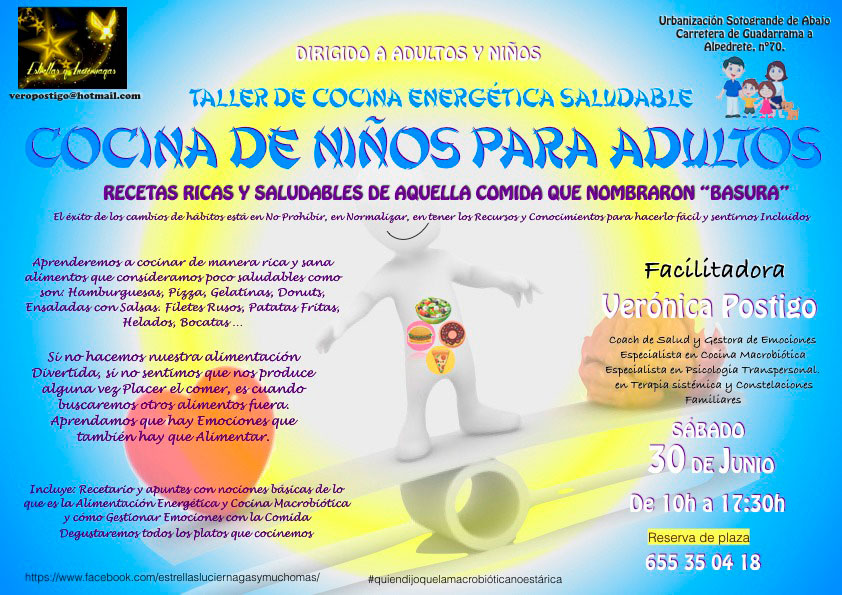 Estrellas y Luciernagas
veropostigo@hotmail.com
Urbanización Sotogrande de Abajo
Carretera de Guadarrama a
Alpedrete, nº70.
DIRIGIDO A ADULTOS Y NIÑOS
TALLER DE COCINA ENERGÉTICA SALUDABLE
COCINA DE NIÑOS PARA ADULTOS
RECETAS RICAS Y SALUDABLES DE AQUELLA COMIDA QUE NOMBRARON “BASURA”
El éxito de los cambios de hábitos está en No Prohibir, en Normalizar, en tener los Recursos y Conocimientos para hacerlo fácil y sentirnos Incluidos
Aprenderemos a cocinar de manera rica y sana
alimentos que consideramos poco saludables como
son: Hamburguesas, Pizza, Gelatinas, Donuts,
Ensaladas con Salsas. Filetes Rusos, Patatas Fritas,
Helados, Bocatas ...
Si no hacemos nuestra alimentación
Divertida, si no sentimos que nos produce
alguna vez Placer el comer, es cuando
buscaremos otros alimentos fuera.
Aprendamos que hay Emociones que
también hay que Alimentar.
Incluye: Recetario y apuntes con nociones básicas de lo
que es la Alimentación Energética y Cocina Macrobiótica
y cómo Gestionar Emociones con la Comida
Degustaremos todos los platos que cocinemos
Facilitadora
Verónica Postigo
Coach de Salud y Gestora de Emociones
Especialista en Cocina Macrobiótica
Especialista en Psicología Transpersonal.
en Terapia sistémica y Constelaciones
Familiares
SÁBADO
30 DE JUNIO
De 10h a 17:30h
Reserva de plaza
655 35 04 18
https://www.facebook.com/estrellasluciernagasymuchomas/
#quiendijoquelamacrobióticanoestárica